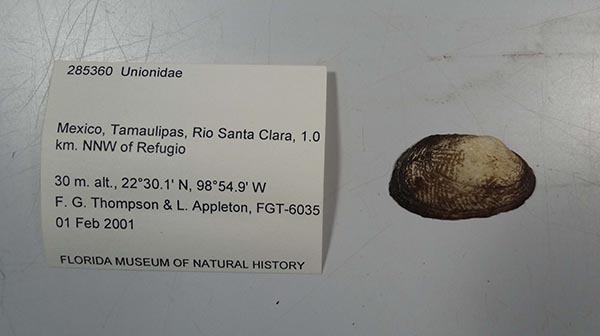 285360 Unionidae
Mexico, Tamaulipas, Rio Santa Clara, 1.0
km. NNW of Refugio
30 m. alt., 22°30.1' N, 98°54.9' W
F. G. Thompson & L. Appleton, FGT-6035
01 Feb 2001
FLORIDA MUSEUM OF NATURAL HISTORY